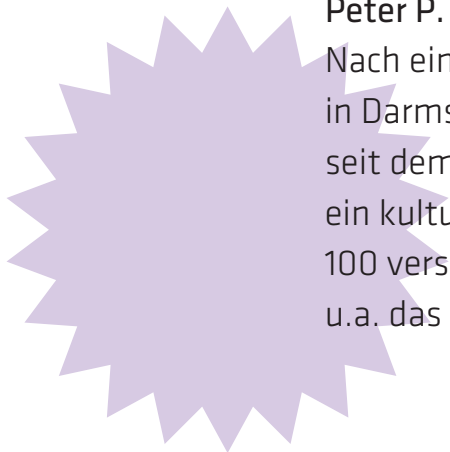 Peter P.
Nach ein
in Darms
seit dem
ein kultu
100 vers
u.a. das